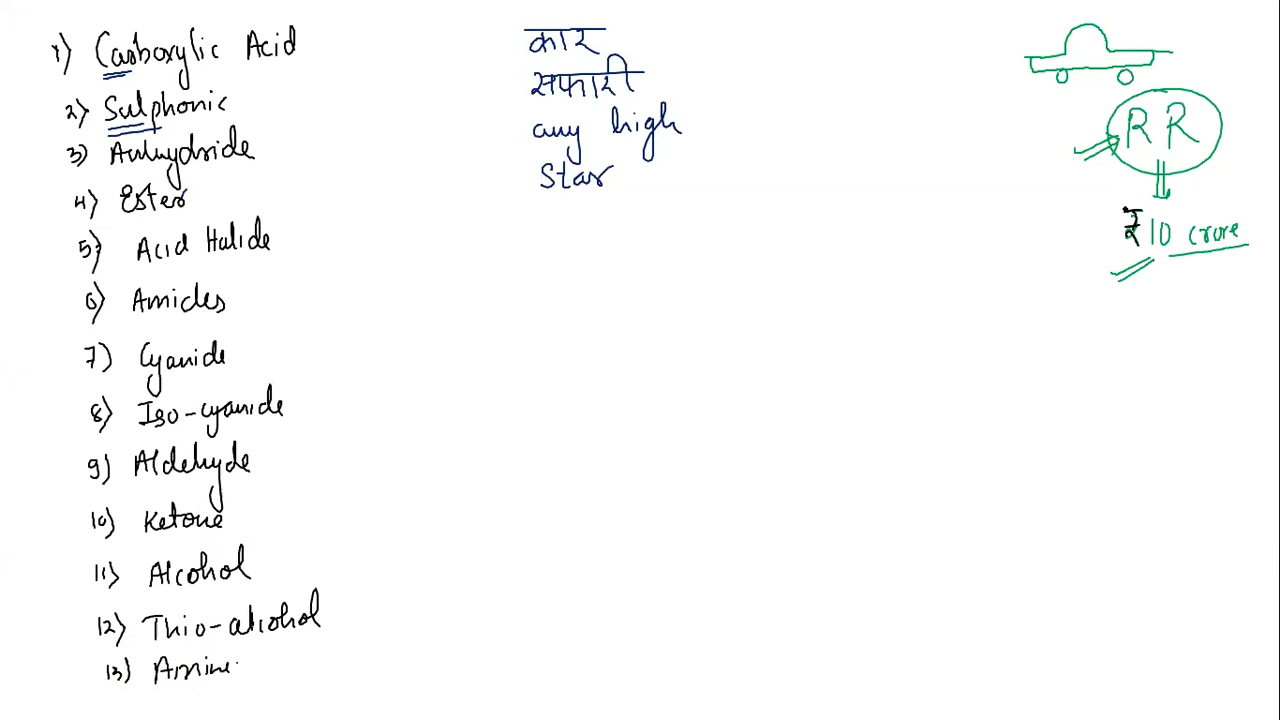 1) Carboxylic Acid
2) Sulphonic
3) Anhydride
4) Ester
5) Acid Halide
6) Amides
7) Cyanide
8) Iso-cyanide
9) Aldehyde
10) Ketone
11) Alcohol
12) Thio-alcohol
13) Amine
कार
सफारी
any high
Star
RR
₹10 crore